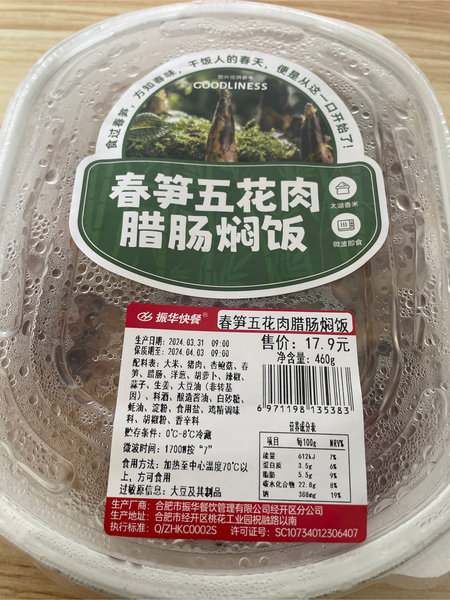 食过春笋，方知春味，干饭人的春天，便是从这一口开始了！
图片仅供参考
GOODLINESS
春笋五花肉
腊肠焖饭
太湖香米
微波即食
振华快餐
春笋五花肉腊肠焖饭
生产日期：2024.03.31 09:00
保质期至：2024.04.03 09:00
售价：17.9元
净含量：460g
配料表：大米、猪肉、杏鲍菇、春
笋、腊肠、洋葱、胡萝卜、辣椒、
蒜子、生姜、大豆油（非转基
因）、料酒、酿造酱油、白砂糖、
蚝油、淀粉、食用盐、鸡精调味
料、胡椒粉、香辛料
6971198135383
贮存条件：0℃-8℃冷藏
微波时间：1700W按“7”
食用方法：加热至中心温度70℃以
上，方可食用
过敏原信息：大豆及其制品
营养成分表
项目 每100g NRV%
能量 612kJ 7%
蛋白质 3.5g 6%
脂肪 5.5g 9%
碳水化合物 22.8g 8%
钠 388mg 19%
生产厂商：合肥市振华餐饮管理有限公司经开区分公司
生产地址：合肥市经开区桃花工业园祝融路以南
执行标准：Q/ZHKC0002S 许可证号：SC10734012306407